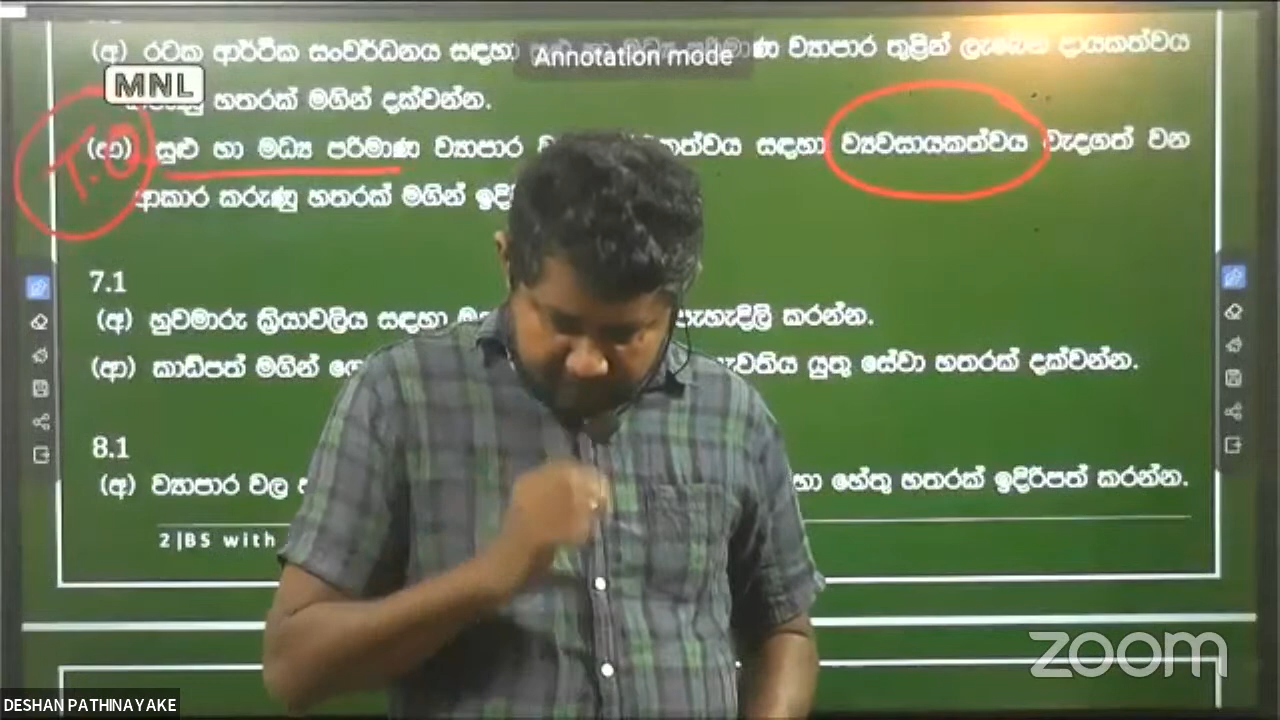 (අ) රටක ආර්ථික සංවර්ධනය සඳහා ව්‍යාපාර තුළින් ලැබෙන දායකත්වය
Annotation mode
MNL
හතරක් මගින් දක්වන්න.
T.Q
(ආ) සුළු හා මධ්‍ය පරිමාණ ව්‍යාපාර සඳහා ව්‍යවසායකත්වය වැදගත් වන
ආකාර කරුණු හතරක් මගින්
7.1
(අ) හුවමාරු ක්‍රියාවලිය සඳහා පැහැදිලි කරන්න.
(ආ) කාඩ්පත් මගින් යුතු සේවා හතරක් දක්වන්න.
8.1
(අ) ව්‍යාපාර වල හේතු හතරක් ඉදිරිපත් කරන්න.
2|BS with
zoom
DESHAN PATHINAYAKE